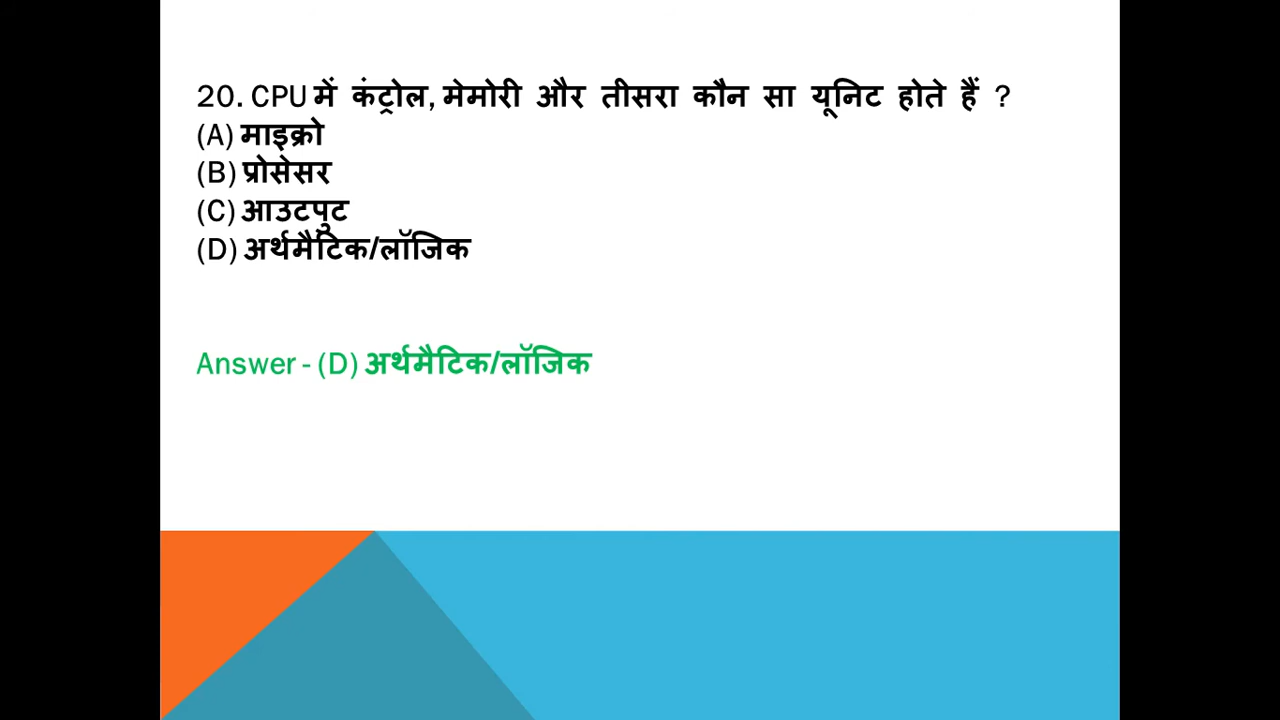 20. CPU में कंट्रोल, मेमोरी और तीसरा कौन सा यूनिट होते हैं ?
(A) माइक्रो
(B) प्रोसेसर
(C) आउटपुट
(D) अर्थमैटिक/लॉजिक
Answer - (D) अर्थमैटिक/लॉजिक